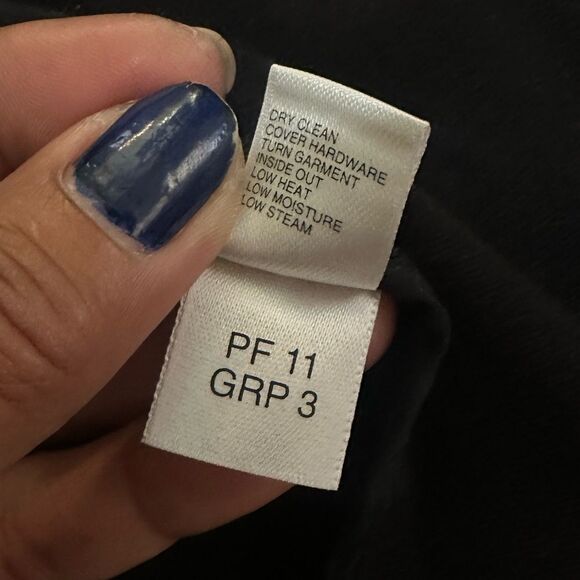 DRY CLEAN
COVER HARDWARE
TURN GARMENT
INSIDE OUT
LOW HEAT
LOW MOISTURE
LOW STEAM
PF 11
GRP 3